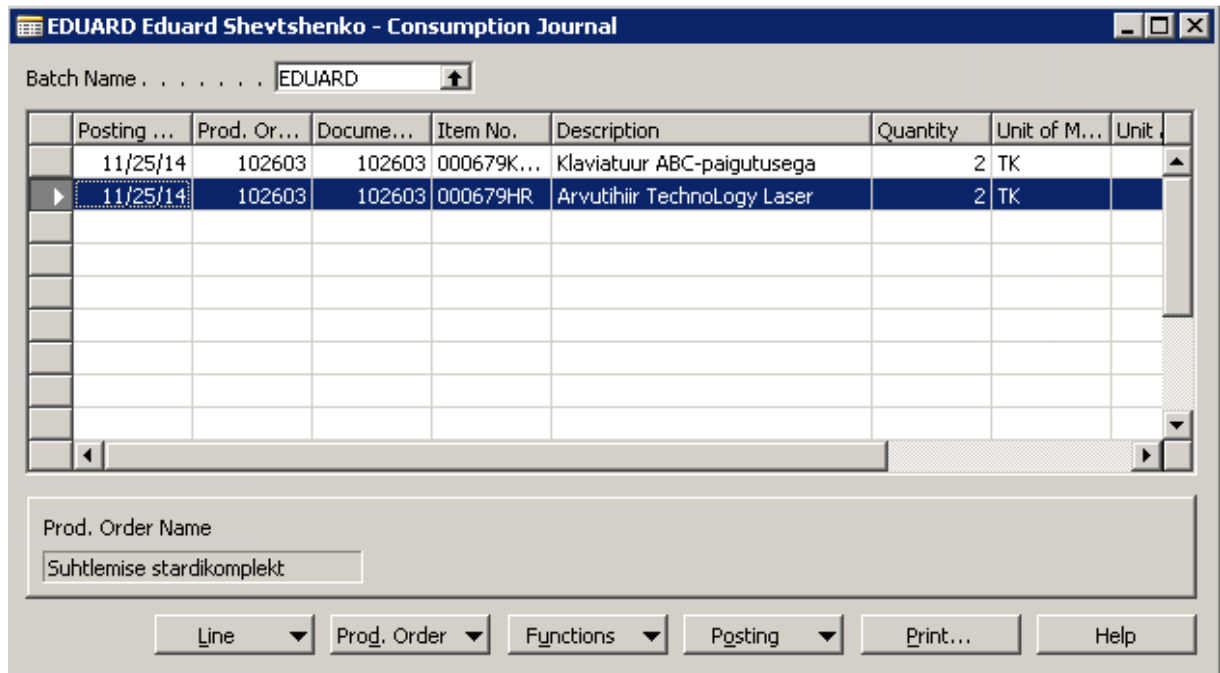 EDUARD Eduard Shevtshenko - Consumption Journal
Batch Name . . . . . . . EDUARD
Posting ... Prod. Or... Docume... Item No. Description Quantity Unit of M... Unit
11/25/14 102603 102603 000679K... Klaviatuur ABC-paigutusega 2 TK
11/25/14 102603 102603 000679HR Arvutihiir TechnoLogy Laser 2 TK
Prod. Order Name
Suhtlemise stardikomplekt
Line Prod. Order Functions Posting Print... Help